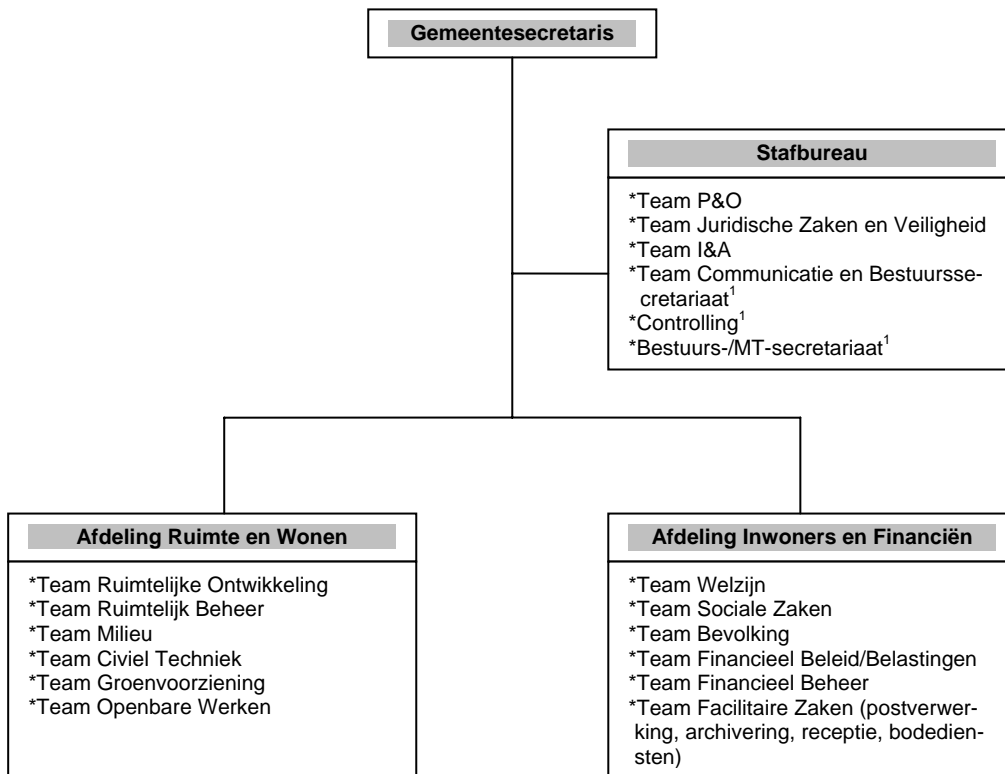 Gemeentesecretaris
Stafbureau
*Team P&O
*Team Juridische Zaken en Veiligheid
*Team I&A
*Team Communicatie en Bestuursse-
cretariaat¹
*Controlling¹
*Bestuurs-/MT-secretariaat¹
Afdeling Ruimte en Wonen
*Team Ruimtelijke Ontwikkeling
*Team Ruimtelijk Beheer
*Team Milieu
*Team Civiel Techniek
*Team Groenvoorziening
*Team Openbare Werken
Afdeling Inwoners en Financiën
*Team Welzijn
*Team Sociale Zaken
*Team Bevolking
*Team Financieel Beleid/Belastingen
*Team Financieel Beheer
*Team Facilitaire Zaken (postverwer-
king, archivering, receptie, bodedien-
sten)